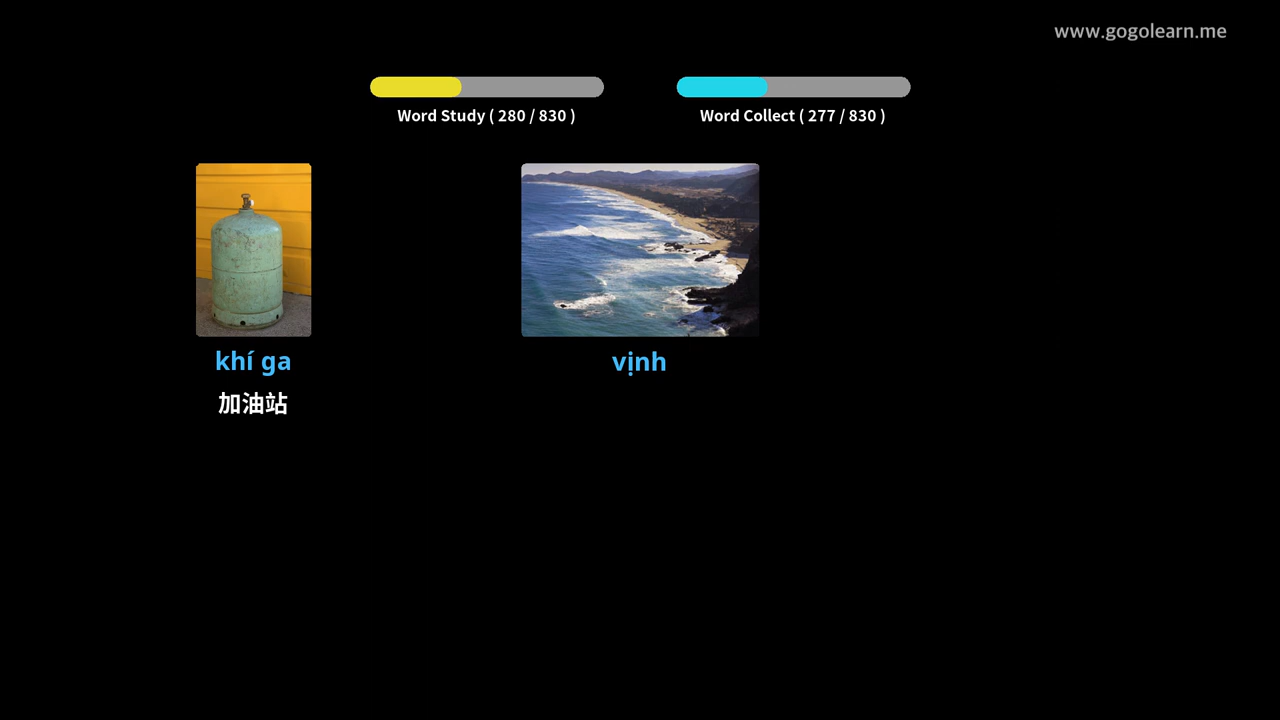 www.gogolearn.me
Word Study ( 280 / 830 )
Word Collect ( 277 / 830 )
khí ga
加油站
vịnh